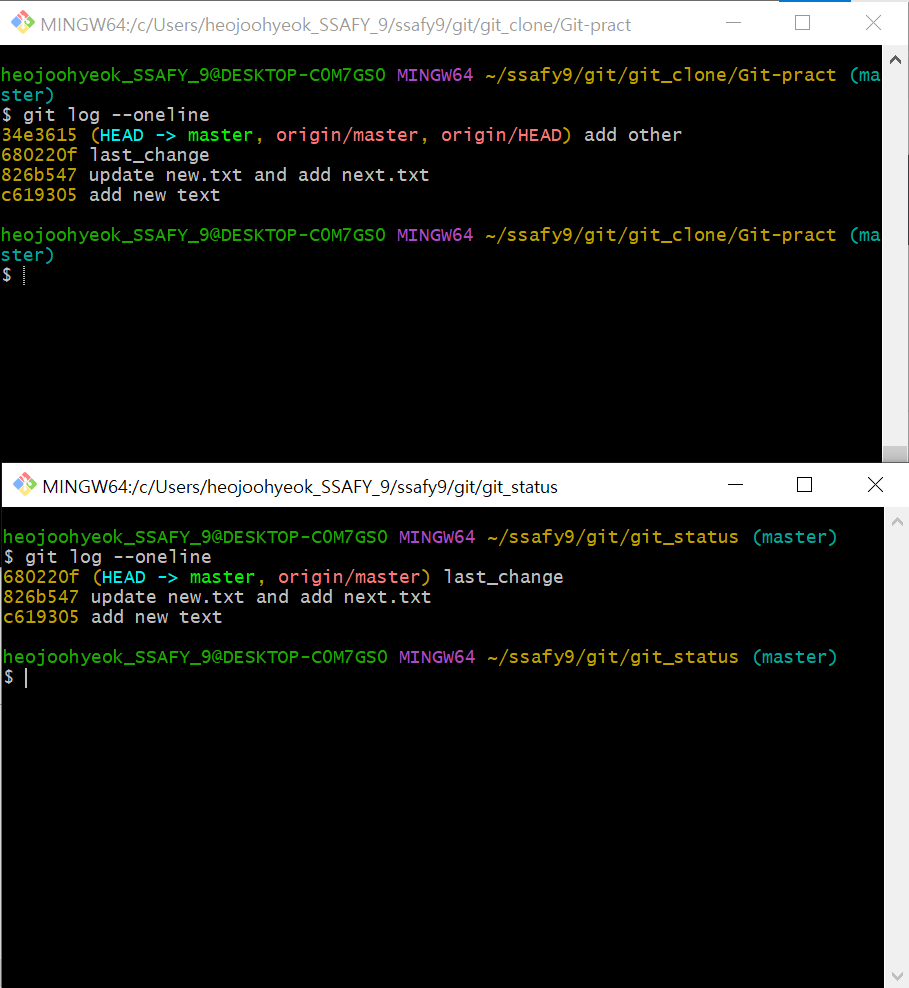 MINGW64:/c/Users/heojoohyeok_SSAFY_9/ssafy9/git/git_clone/Git-pract
heojoohyeok_SSAFY_9@DESKTOP-C0M7GS0 MINGW64 ~/ssafy9/git/git_clone/Git-pract (ma
ster)
$ git log --oneline
34e3615 (HEAD -> master, origin/master, origin/HEAD) add other
680220f last_change
826b547 update new.txt and add next.txt
c619305 add new text
heojoohyeok_SSAFY_9@DESKTOP-C0M7GS0 MINGW64 ~/ssafy9/git/git_clone/Git-pract (ma
ster)
$
MINGW64:/c/Users/heojoohyeok_SSAFY_9/ssafy9/git/git_status
heojoohyeok_SSAFY_9@DESKTOP-C0M7GS0 MINGW64 ~/ssafy9/git/git_status (master)
$ git log --oneline
680220f (HEAD -> master, origin/master) last_change
826b547 update new.txt and add next.txt
c619305 add new text
heojoohyeok_SSAFY_9@DESKTOP-C0M7GS0 MINGW64 ~/ssafy9/git/git_status (master)
$